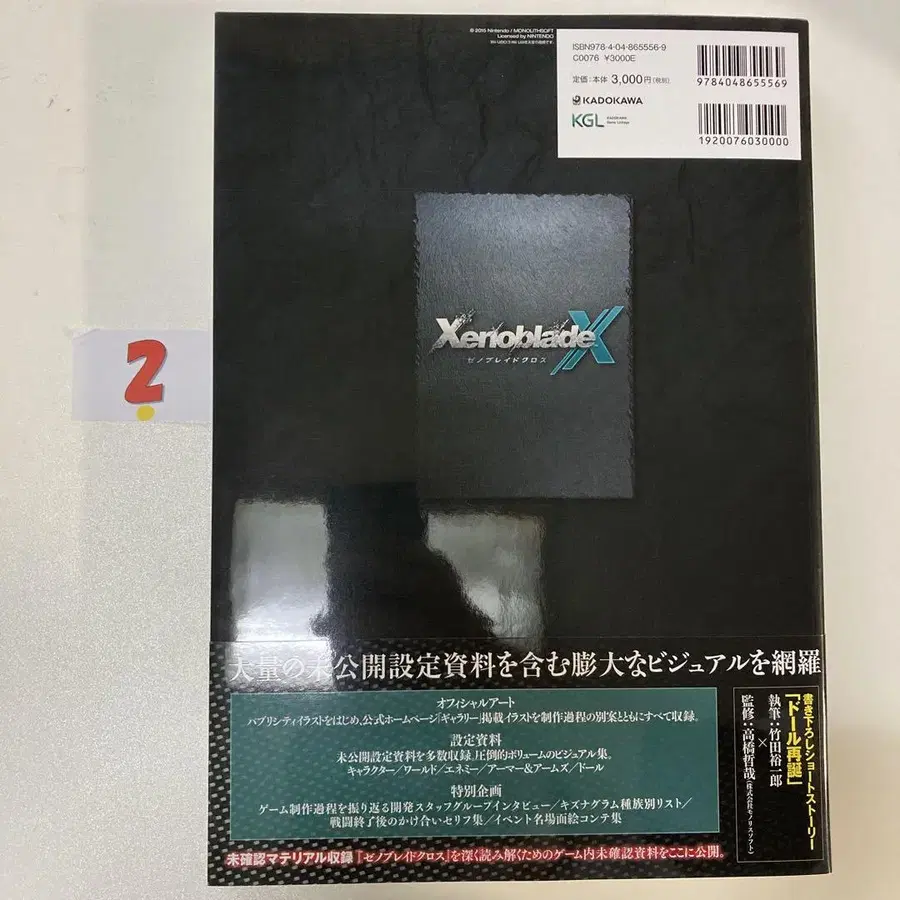 © 2015 Nintendo / MONOLITHSOFT
Licensed by NINTENDO
ISBN978-4-04-865556-9
C0076 ¥3000E
定価:本体 3,000円(税別)
KADOKAWA
KGL
KADOKAWA
Game Linkage
9784048655569
1920076030000
2
XenobladeX
ゼノブレイドクロス
大量の未公開設定資料を含む膨大なビジュアルを網羅
オフィシャルアート
パブリシティイラストをはじめ、公式ホームページ「ギャラリー」掲載イラストを制作過程の別案とともにすべて収録。
設定資料
未公開設定資料を多数収録。圧倒的ボリュームのビジュアル集。
キャラクター/ワールド/エネミー/アーマー&アームズ/ドール
特別企画
ゲーム制作過程を振り返る開発スタッフグループインタビュー/キズナグラム種族別リスト/
戦闘終了後のかけ合いセリフ集/イベント名場面絵コンテ集
書き下ろしショートストーリー
「ドール再誕」
執筆:竹田裕一郎
×
監修:高橋哲哉(株式会社モノリスソフト)
未確認マテリアル収録『ゼノブレイドクロス』を深く読み解くためのゲーム内未確認資料をここに公開。